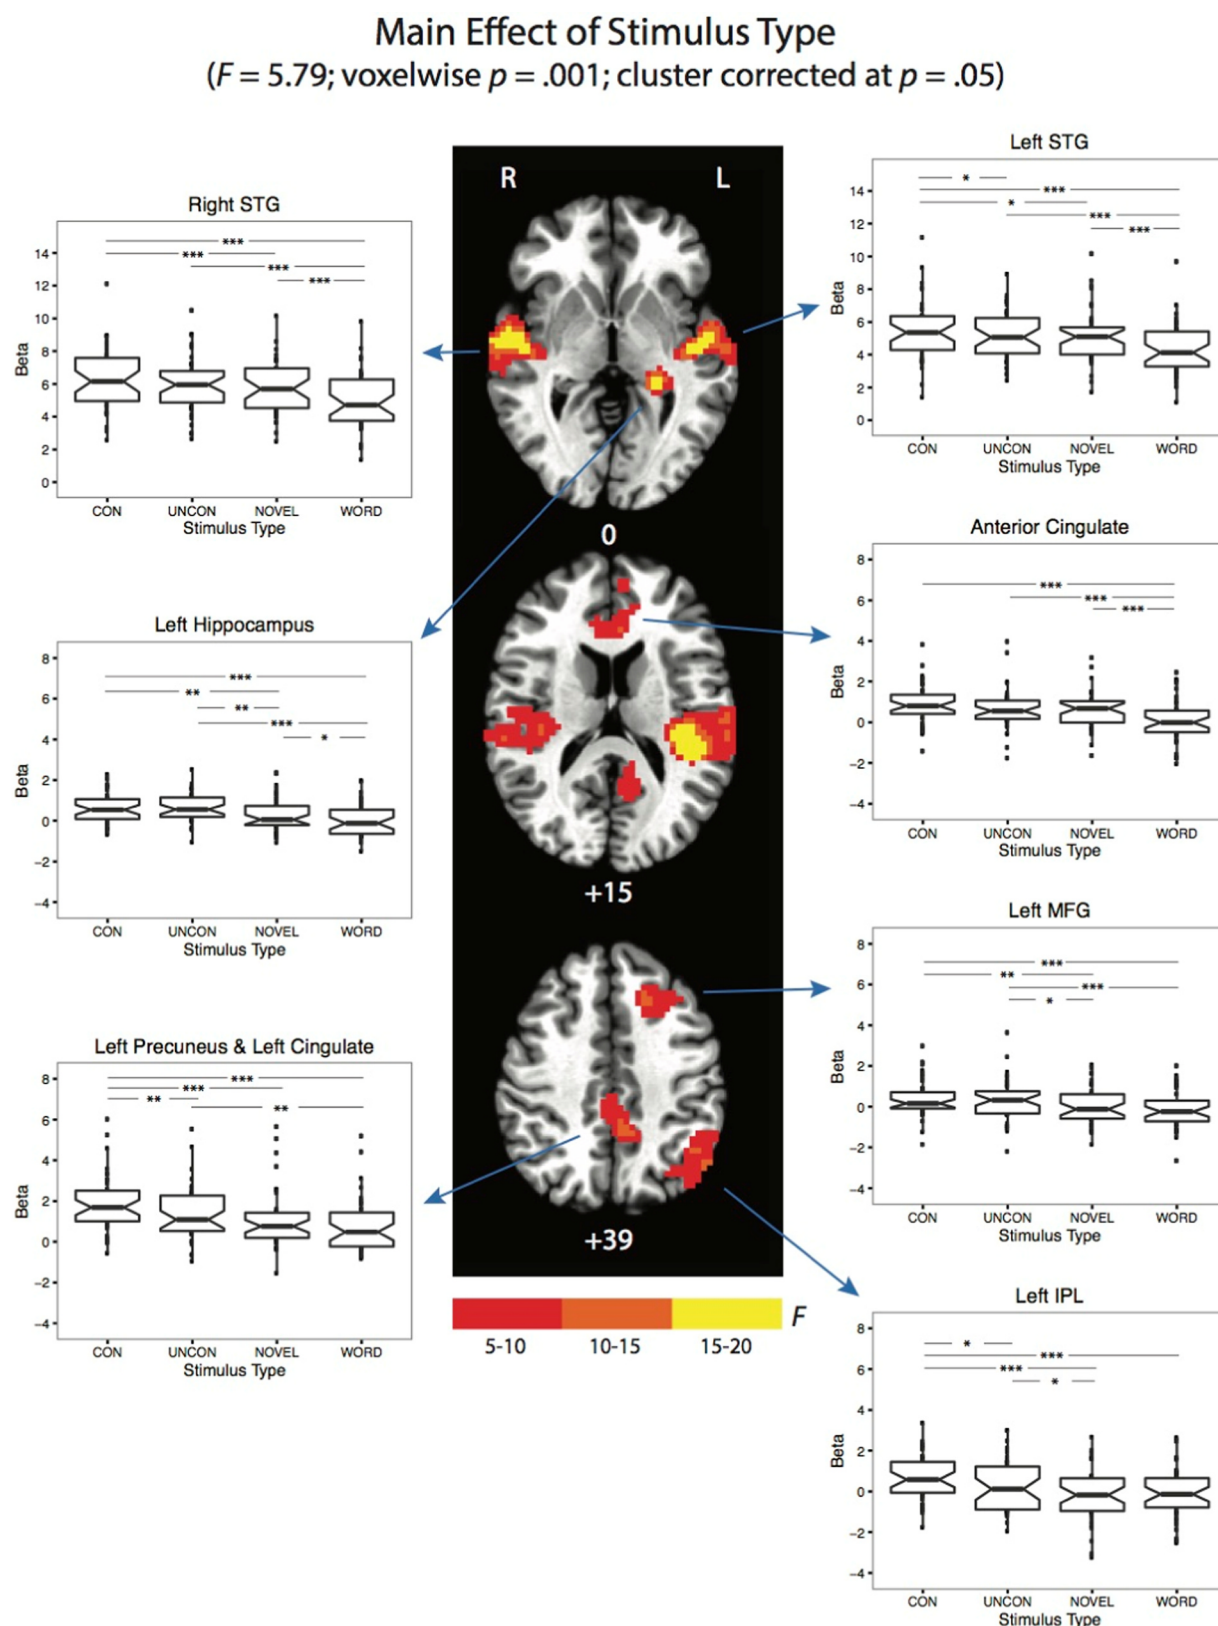 Main Effect of Stimulus Type
(F = 5.79; voxelwise p = .001; cluster corrected at p = .05)
Right STG
***
***
***
***
14
12
10
8
6
4
2
0
Beta
CON UNCON NOVEL WORD
Stimulus Type
Left Hippocampus
***
**
**
***
*
8
6
4
2
0
−2
−4
Beta
CON UNCON NOVEL WORD
Stimulus Type
Left Precuneus & Left Cingulate
***
***
**
**
8
6
4
2
0
−2
−4
Beta
CON UNCON NOVEL WORD
Stimulus Type
R L
0
+15
+39
F
5-10 10-15 15-20
Left STG
*
***
*
***
***
14
12
10
8
6
4
2
0
Beta
CON UNCON NOVEL WORD
Stimulus Type
Anterior Cingulate
***
***
***
8
6
4
2
0
−2
−4
Beta
CON UNCON NOVEL WORD
Stimulus Type
Left MFG
***
**
***
*
8
6
4
2
0
−2
−4
Beta
CON UNCON NOVEL WORD
Stimulus Type
Left IPL
*
***
***
*
8
6
4
2
0
−2
−4
Beta
CON UNCON NOVEL WORD
Stimulus Type